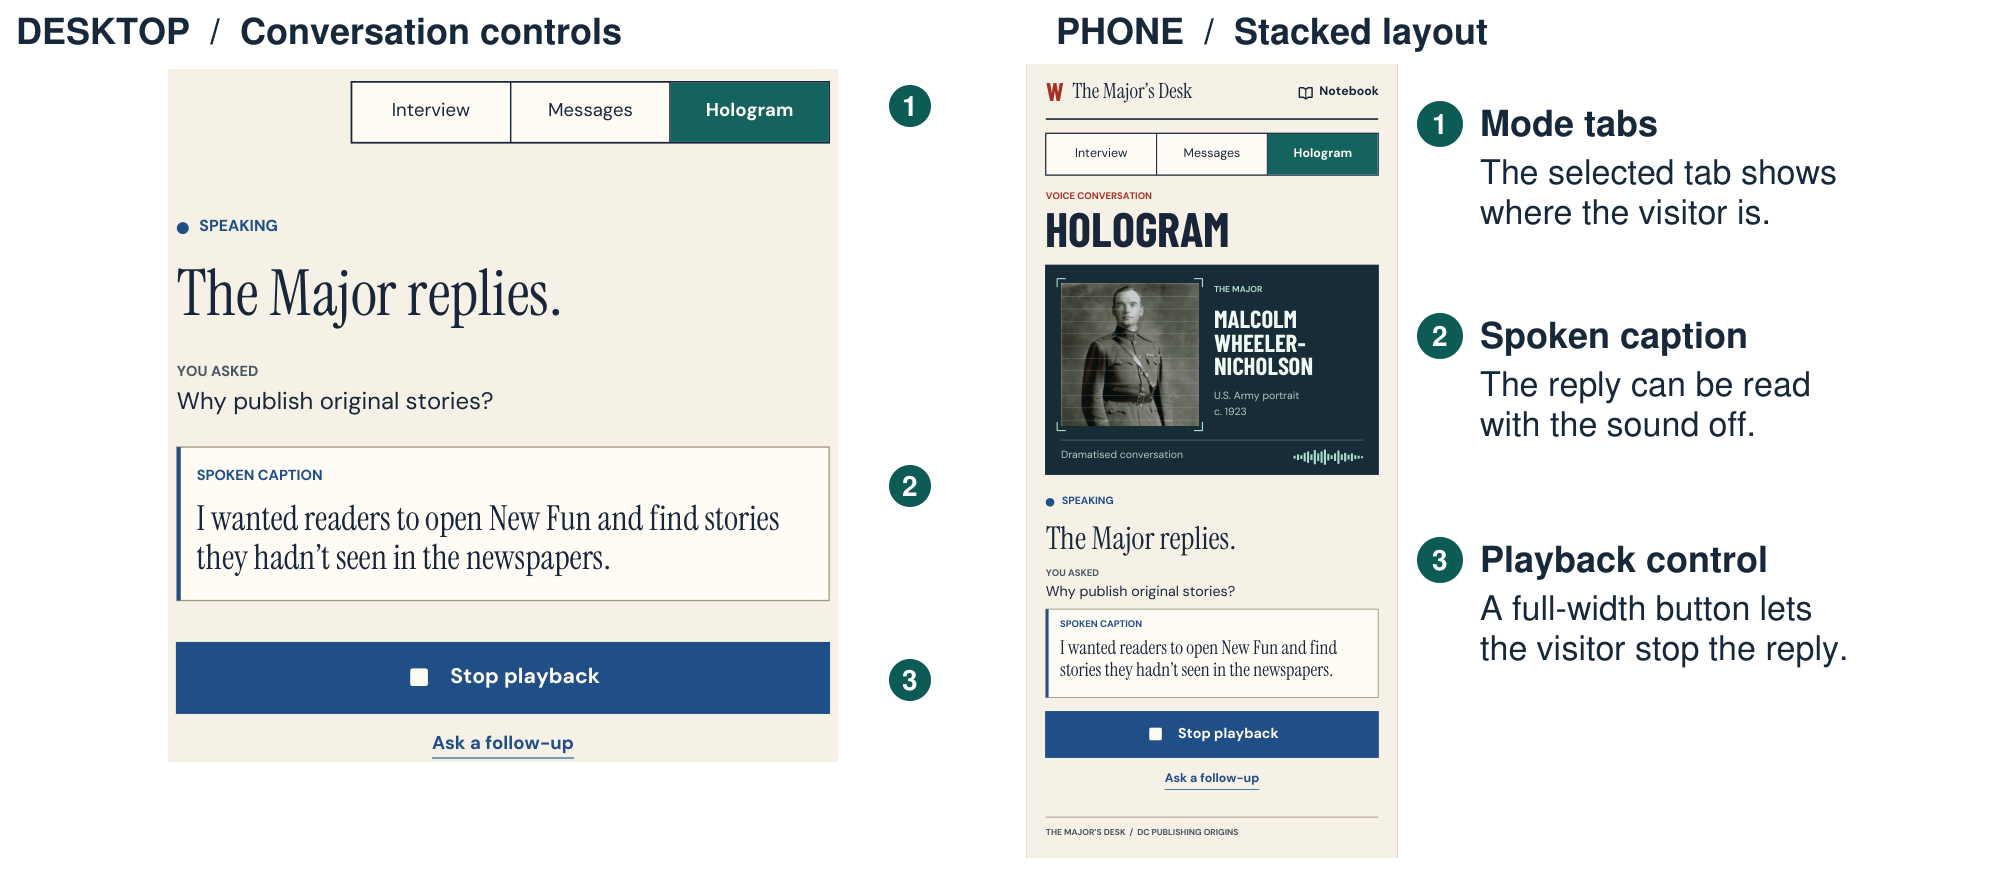 DESKTOP / Conversation controls
Interview
Messages
Hologram
1
SPEAKING
The Major replies.
YOU ASKED
Why publish original stories?
SPOKEN CAPTION
I wanted readers to open New Fun and find stories
they hadn’t seen in the newspapers.
2
Stop playback
3
Ask a follow-up
PHONE / Stacked layout
W The Major’s Desk
Notebook
Interview
Messages
Hologram
VOICE CONVERSATION
HOLOGRAM
THE MAJOR
MALCOLM
WHEELER-
NICHOLSON
U.S. Army portrait
c. 1923
Dramatised conversation
SPEAKING
The Major replies.
YOU ASKED
Why publish original stories?
SPOKEN CAPTION
I wanted readers to open New Fun and find
stories they hadn’t seen in the newspapers.
Stop playback
Ask a follow-up
THE MAJOR’S DESK / DC PUBLISHING ORIGINS
1 Mode tabs
The selected tab shows
where the visitor is.
2 Spoken caption
The reply can be read
with the sound off.
3 Playback control
A full-width button lets
the visitor stop the reply.